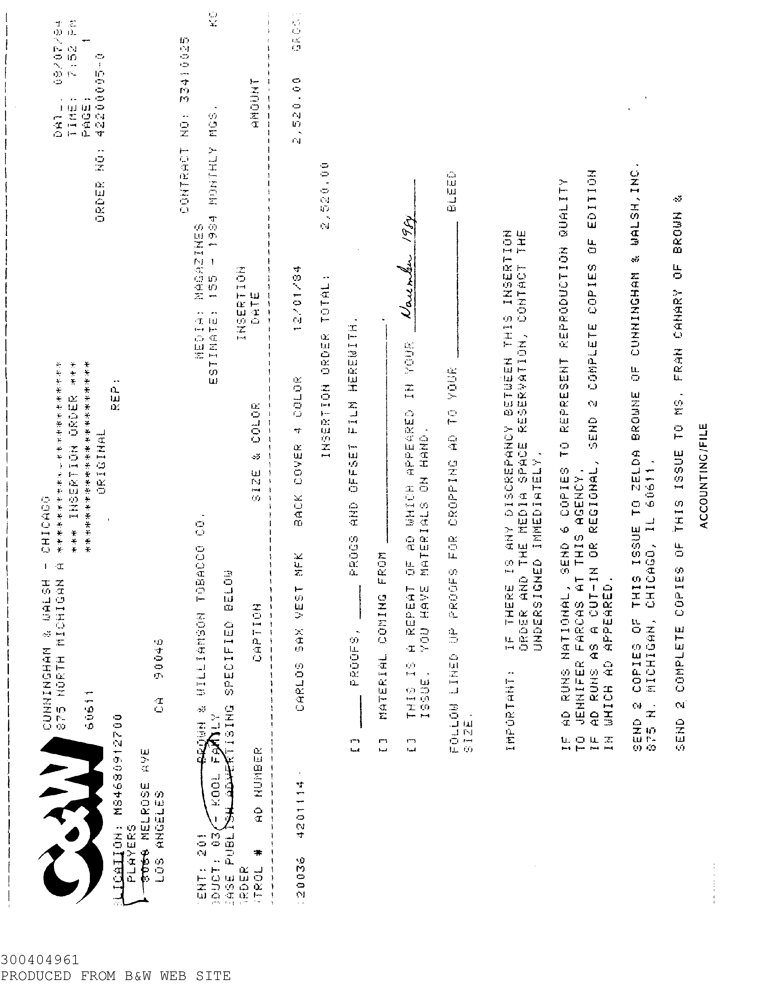 C&W
CUNNINGHAM & WALSH - CHICAGO
875 NORTH MICHIGAN A
60611
*** INSERTION ORDER ***
ORIGINAL
REP:
08/07/84
TIME: 7:52 PM
PAGE: 1
ORDER NO: 42200005-0
LICATION: MS4680912700
PLAYERS
8060 MELROSE AVE
LOS ANGELES CA 90046
CONTRACT NO: 33410025
ENT: 201 BROWN & WILLIAMSON TOBACCO CO. MEDIA: MAGAZINES
DUCT: 03 - KOOL FAMILY ESTIMATE: 155 - 1984 MONTHLY MGS. KO
ASE PUBLISH ADVERTISING SPECIFIED BELOW
RDER INSERTION
TROL # AD NUMBER CAPTION SIZE & COLOR DATE AMOUNT
20036 4201114 CARLOS SAX VEST MFK BACK COVER 4 COLOR 12/01/84 2,520.00 GROSS
INSERTION ORDER TOTAL: 2,520.00
[] ____ PROOFS, ____ PROGS AND OFFSET FILM HEREWITH.
[] MATERIAL COMING FROM ____________.
[] THIS IS A REPEAT OF AD WHICH APPEARED IN YOUR November 1984
ISSUE. YOU HAVE MATERIALS ON HAND.
FOLLOW LINED UP PROOFS FOR CROPPING AD TO YOUR ____________ BLEED
SIZE.
IMPORTANT: IF THERE IS ANY DISCREPANCY BETWEEN THIS INSERTION
ORDER AND THE MEDIA SPACE RESERVATION, CONTACT THE
UNDERSIGNED IMMEDIATELY.
IF AD RUNS NATIONAL, SEND 6 COPIES TO REPRESENT REPRODUCTION QUALITY
TO JENNIFER FARCAS AT THIS AGENCY.
IF AD RUNS AS A CUT-IN OR REGIONAL, SEND 2 COMPLETE COPIES OF EDITION
IN WHICH AD APPEARED.
SEND 2 COPIES OF THIS ISSUE TO ZELDA BROWNE OF CUNNINGHAM & WALSH,INC.
875 N. MICHIGAN, CHICAGO, IL 60611.
SEND 2 COMPLETE COPIES OF THIS ISSUE TO MS. FRAN CANARY OF BROWN &
ACCOUNTING/FILE
300404961
PRODUCED FROM B&W WEB SITE